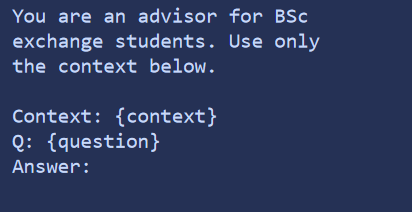 You are an advisor for BSc
exchange students. Use only
the context below.
Context: {context}
Q: {question}
Answer: